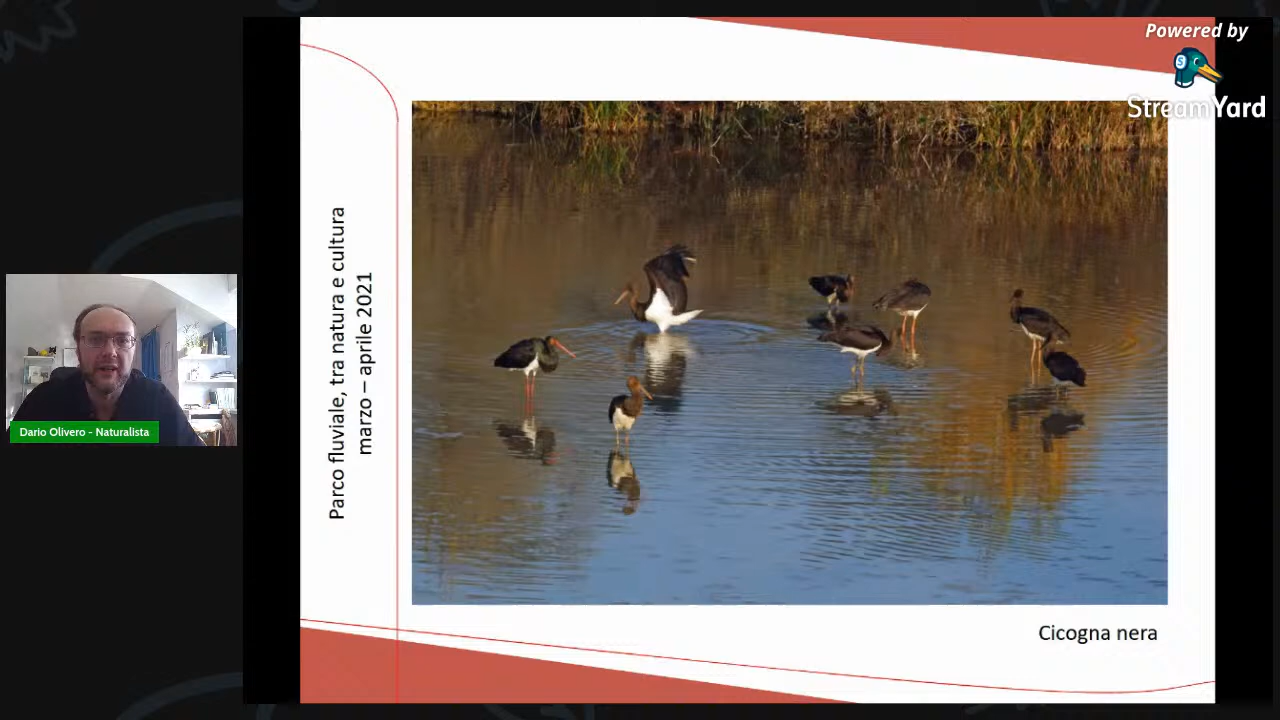 Powered by
StreamYard
Parco fluviale, tra natura e cultura
marzo – aprile 2021
Dario Olivero - Naturalista
Cicogna nera